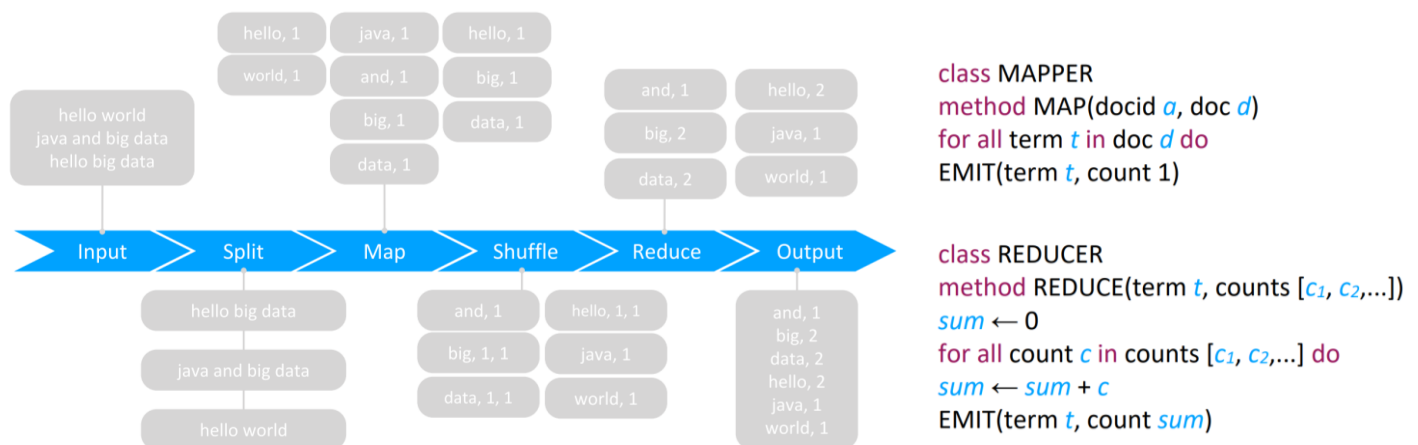 hello, 1
java, 1
hello, 1
world, 1
and, 1
big, 1
big, 1
data, 1
data, 1
hello world
java and big data
hello big data
and, 1
hello, 2
big, 2
java, 1
data, 2
world, 1
Input
Split
Map
Shuffle
Reduce
Output
hello big data
java and big data
hello world
and, 1
hello, 1, 1
big, 1, 1
java, 1
data, 1, 1
world, 1
and, 1
big, 2
data, 2
hello, 2
java, 1
world, 1
class MAPPER
method MAP(docid a, doc d)
for all term t in doc d do
EMIT(term t, count 1)
class REDUCER
method REDUCE(term t, counts [c₁, c₂,...])
sum ← 0
for all count c in counts [c₁, c₂,...] do
sum ← sum + c
EMIT(term t, count sum)